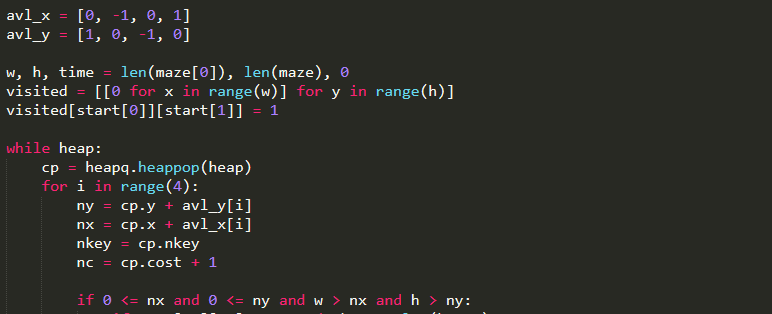 avl_x = [0, -1, 0, 1]
avl_y = [1, 0, -1, 0]
w, h, time = len(maze[0]), len(maze), 0
visited = [[0 for x in range(w)] for y in range(h)]
visited[start[0]][start[1]] = 1
while heap:
cp = heapq.heappop(heap)
for i in range(4):
ny = cp.y + avl_y[i]
nx = cp.x + avl_x[i]
nkey = cp.nkey
nc = cp.cost + 1
if 0 <= nx and 0 <= ny and w > nx and h > ny: